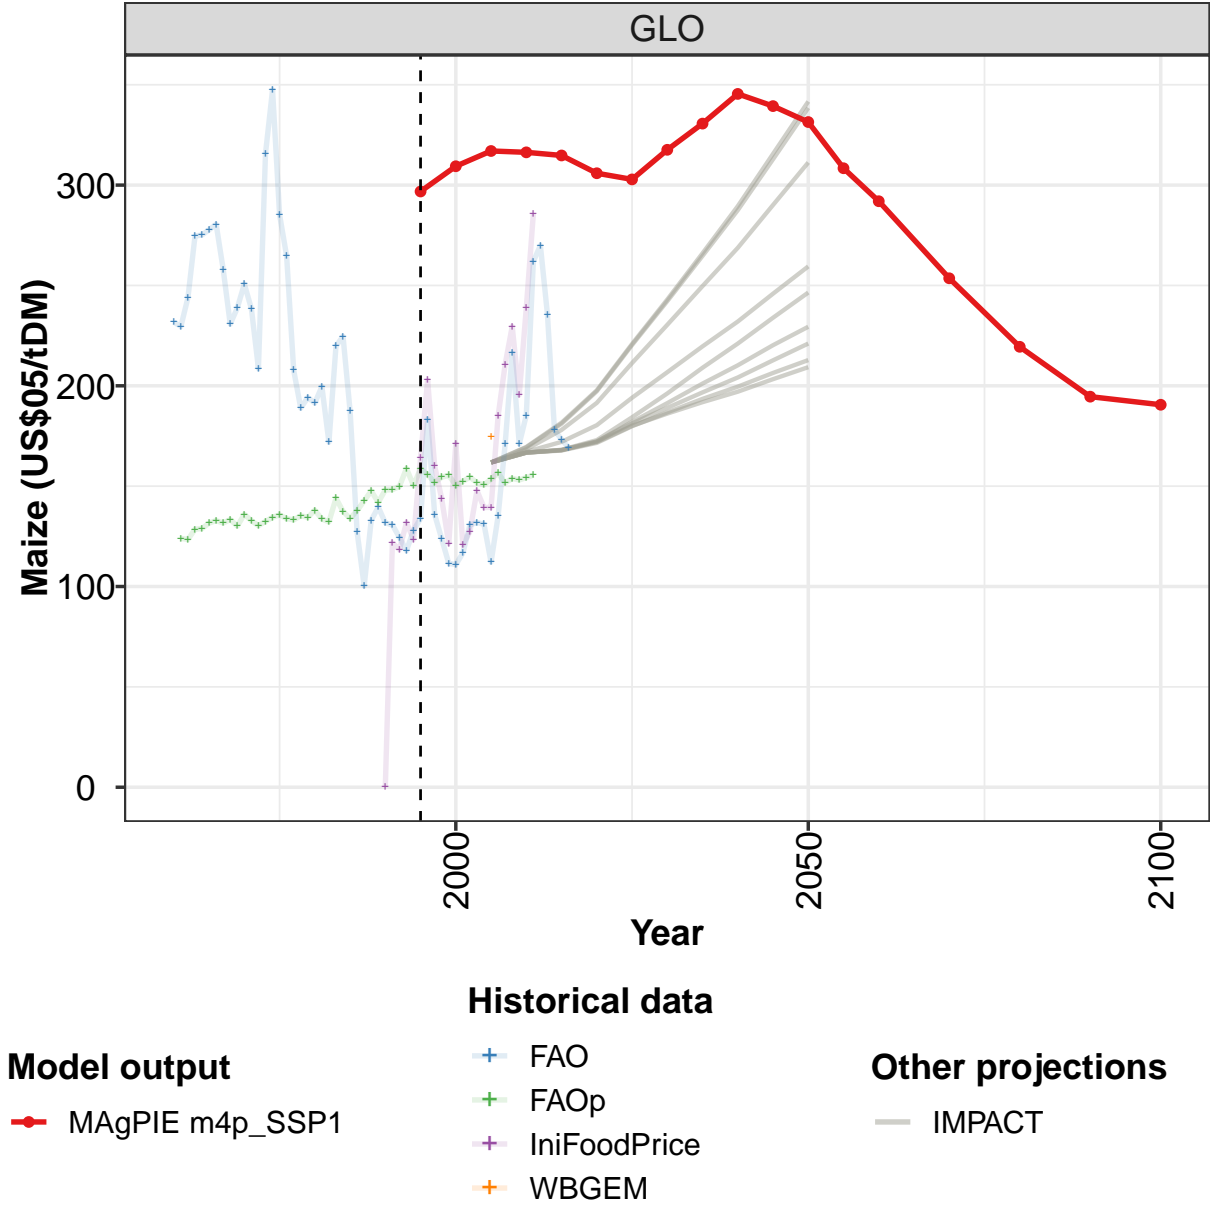 GLO
Maize (US$05/tDM)
300
200
100
0
2000
2050
2100
Year
Historical data
FAO
FAOp
IniFoodPrice
WBGEM
Model output
MAgPIE m4p_SSP1
Other projections
IMPACT